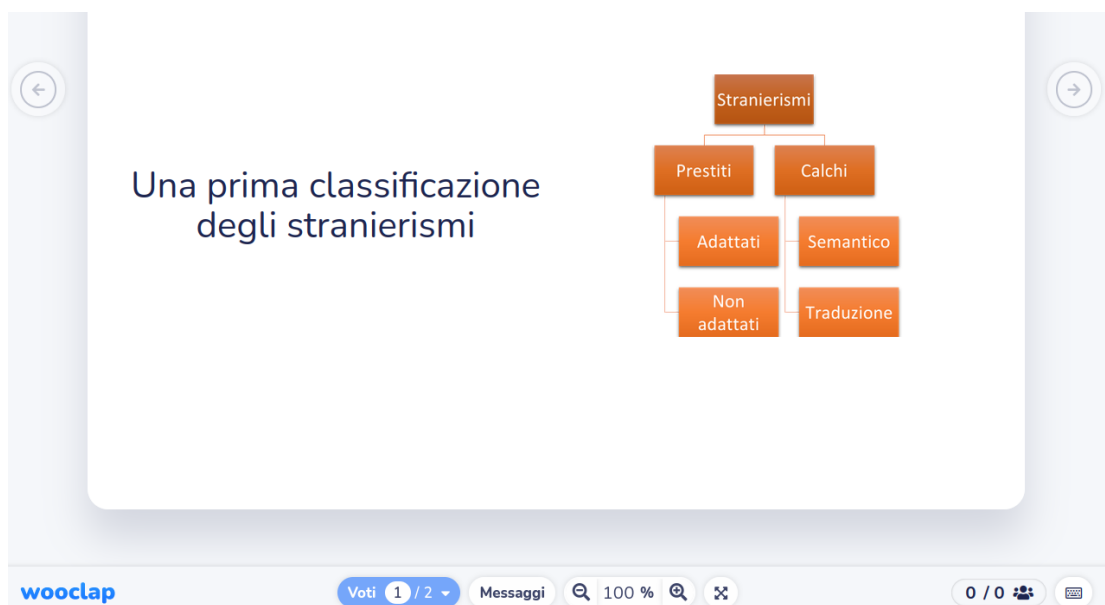 Una prima classificazione
degli stranierismi
Stranierismi
Prestiti
Calchi
Adattati
Semantico
Non
adattati
Traduzione
wooclap
Voti 1 / 2
Messaggi
100 %
0 / 0